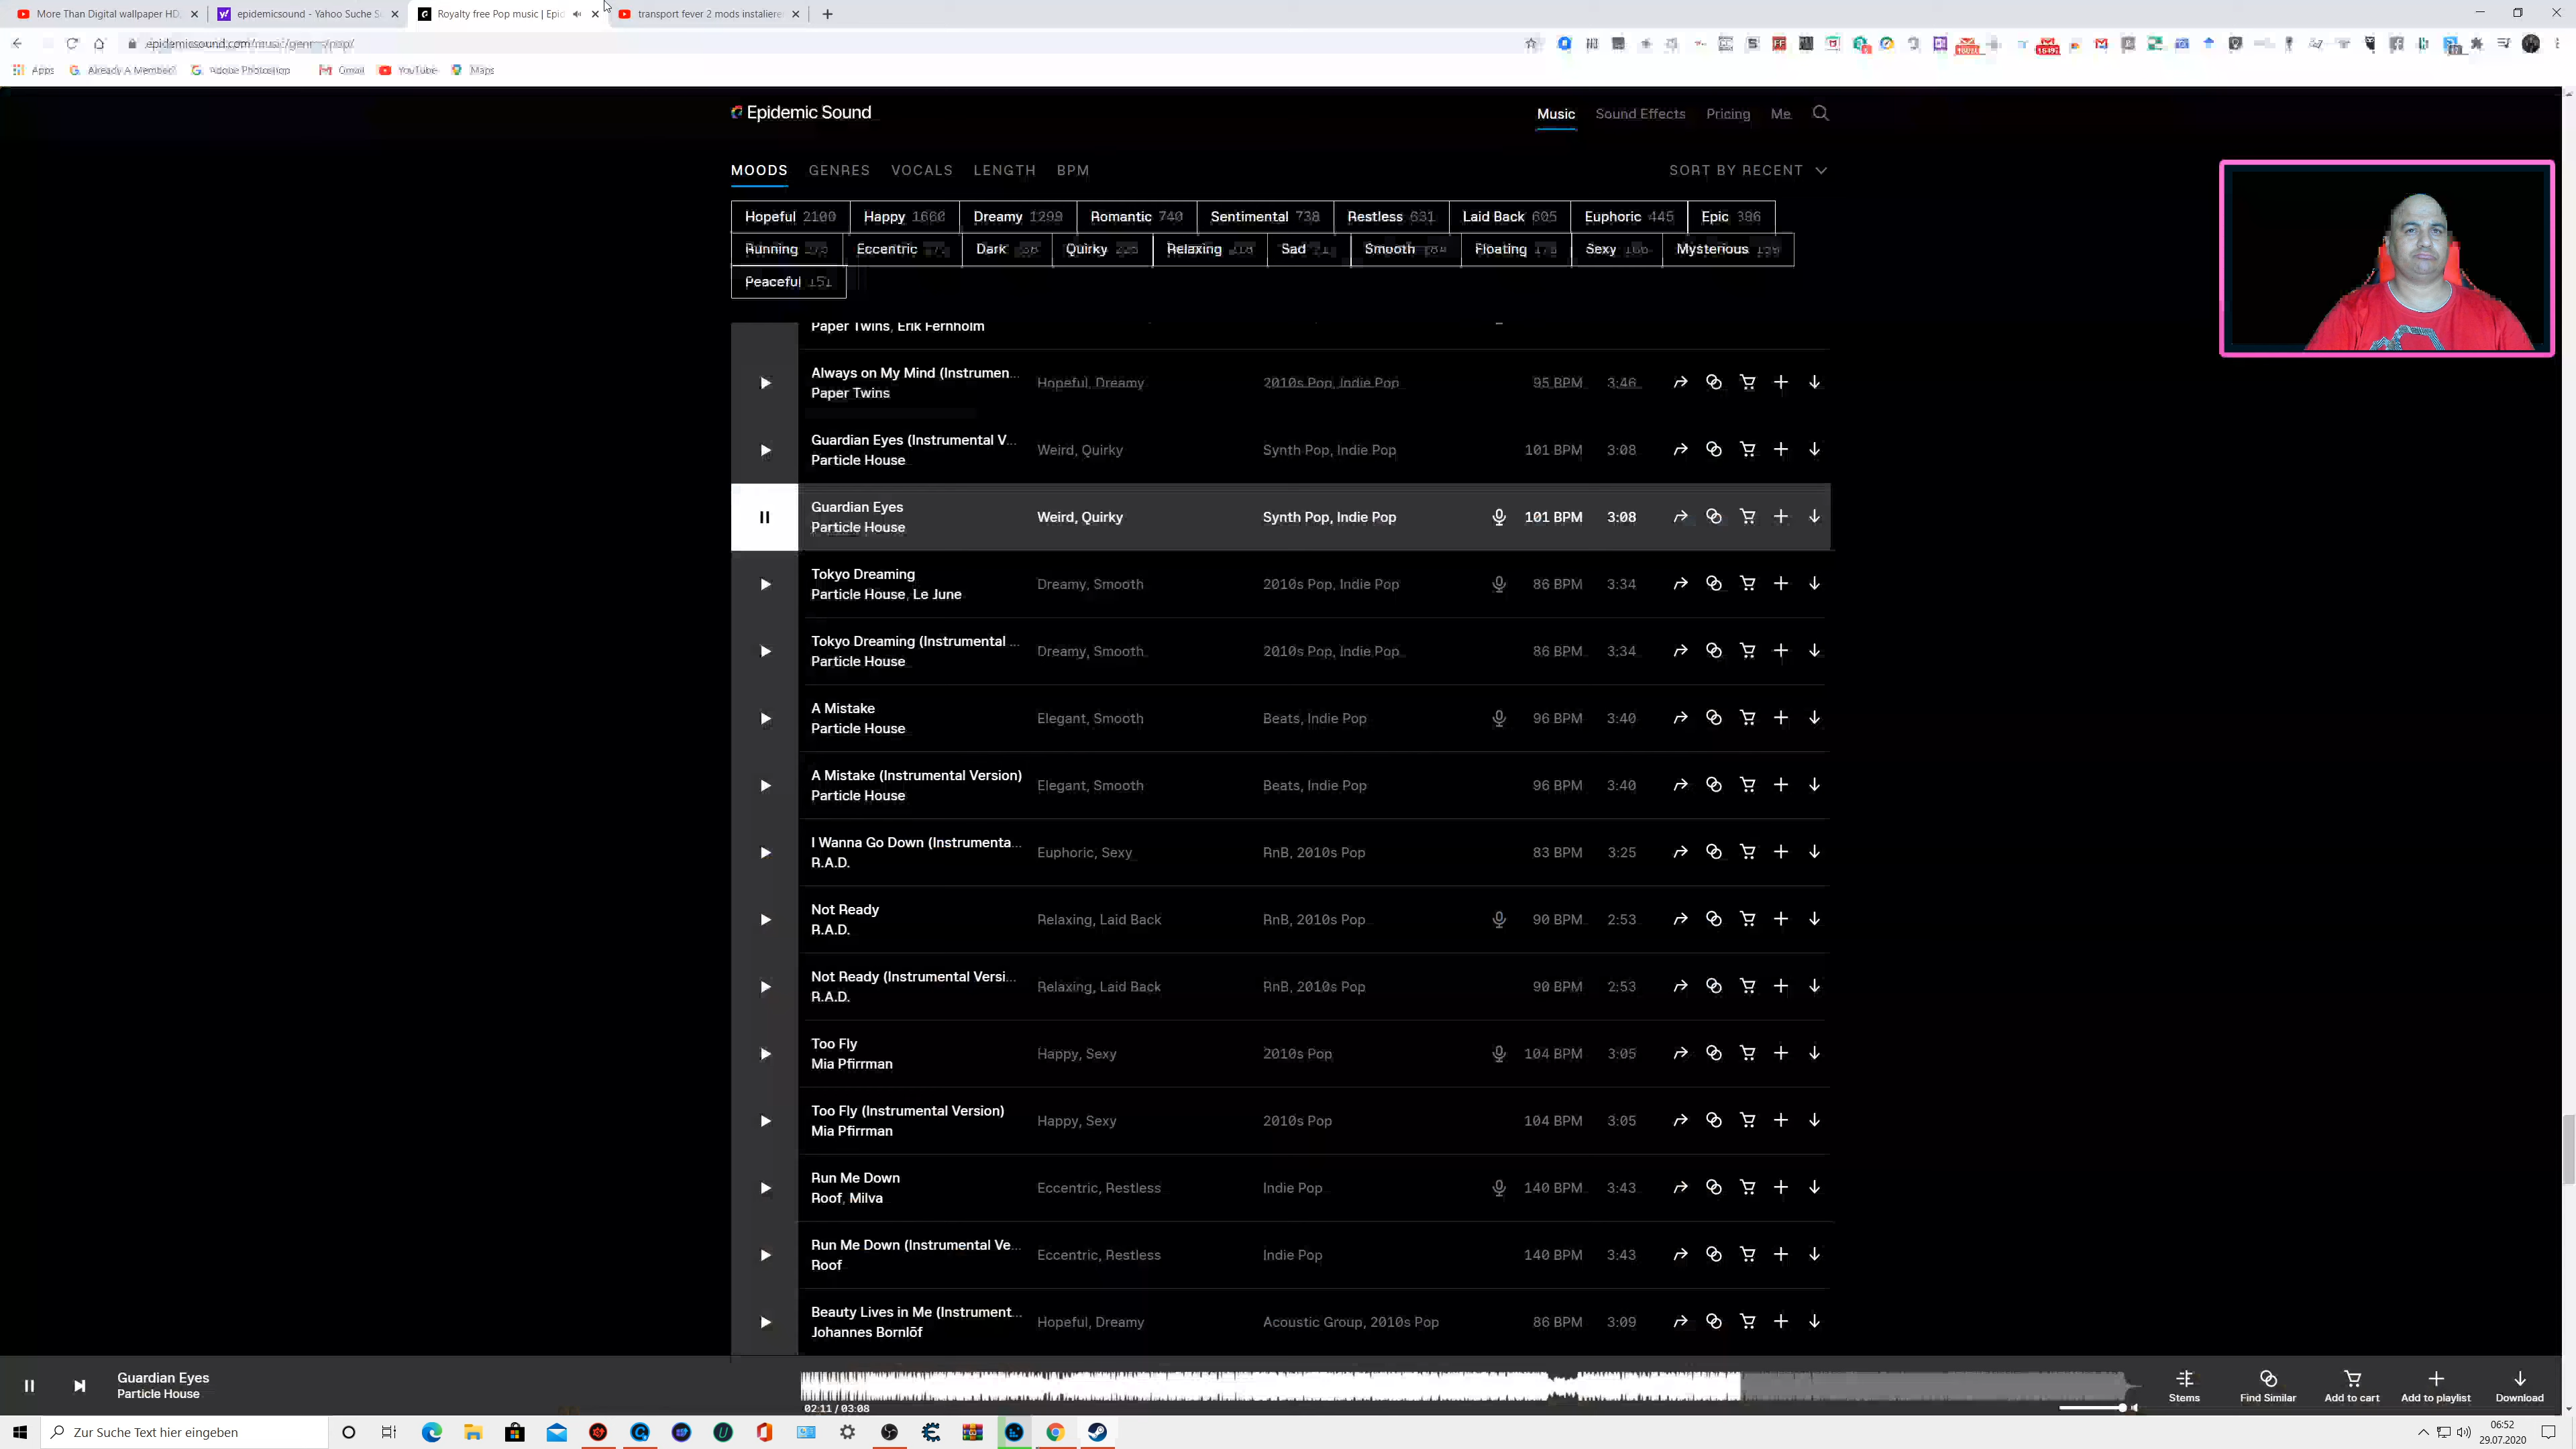 More Than Digital wallpaper HD
epidemicsound - Yahoo Suche S
Royalty free Pop music | Epic
transport fever 2 mods instaliere
epidemicsound.com/music/genres/pop/
Apps
Already A Member?
Adobe Photoshop
Gmail
YouTube
Maps
Epidemic Sound
Music Sound Effects Pricing Me
MOODS GENRES VOCALS LENGTH BPM SORT BY RECENT
Hopeful 2100 Happy 1660 Dreamy 1299 Romantic 740 Sentimental 738 Restless 631 Laid Back 605 Euphoric 445 Epic 396
Running Eccentric Dark Quirky Relaxing Sad Smooth Floating Sexy Mysterious
Peaceful 151
Paper Twins, Erik Fernholm
Always on My Mind (Instrumen...
Paper Twins
Hopeful, Dreamy 2010s Pop, Indie Pop 95 BPM 3:46
Guardian Eyes (Instrumental V...
Particle House
Weird, Quirky Synth Pop, Indie Pop 101 BPM 3:08
Guardian Eyes
Particle House
Weird, Quirky Synth Pop, Indie Pop 101 BPM 3:08
Tokyo Dreaming
Particle House, Le June
Dreamy, Smooth 2010s Pop, Indie Pop 86 BPM 3:34
Tokyo Dreaming (Instrumental ...
Particle House
Dreamy, Smooth 2010s Pop, Indie Pop 86 BPM 3:34
A Mistake
Particle House
Elegant, Smooth Beats, Indie Pop 96 BPM 3:40
A Mistake (Instrumental Version)
Particle House
Elegant, Smooth Beats, Indie Pop 96 BPM 3:40
I Wanna Go Down (Instrumenta...
R.A.D.
Euphoric, Sexy RnB, 2010s Pop 83 BPM 3:25
Not Ready
R.A.D.
Relaxing, Laid Back RnB, 2010s Pop 90 BPM 2:53
Not Ready (Instrumental Versi...
R.A.D.
Relaxing, Laid Back RnB, 2010s Pop 90 BPM 2:53
Too Fly
Mia Pfirrman
Happy, Sexy 2010s Pop 104 BPM 3:05
Too Fly (Instrumental Version)
Mia Pfirrman
Happy, Sexy 2010s Pop 104 BPM 3:05
Run Me Down
Roof, Milva
Eccentric, Restless Indie Pop 140 BPM 3:43
Run Me Down (Instrumental Ve...
Roof
Eccentric, Restless Indie Pop 140 BPM 3:43
Beauty Lives in Me (Instrument...
Johannes Bornlöf
Hopeful, Dreamy Acoustic Group, 2010s Pop 86 BPM 3:09
Guardian Eyes
Particle House
02:11 / 03:08
Stems
Find Similar
Add to cart
Add to playlist
Download
Zur Suche Text hier eingeben
06:52
29.07.2020